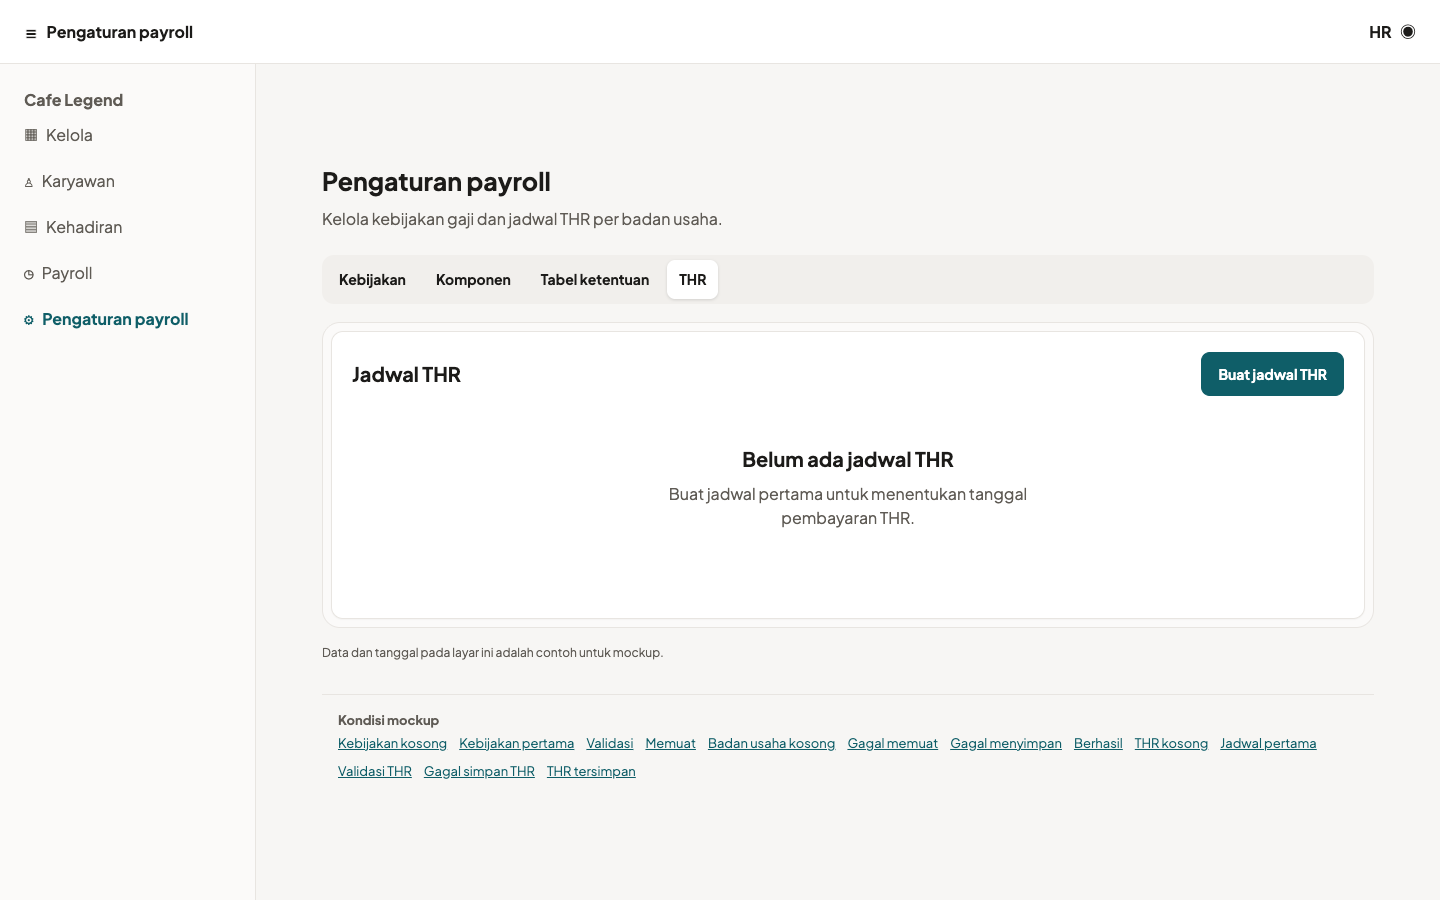 Pengaturan payroll
HR
Cafe Legend
Kelola
Karyawan
Kehadiran
Payroll
Pengaturan payroll
Pengaturan payroll
Kelola kebijakan gaji dan jadwal THR per badan usaha.
Kebijakan Komponen Tabel ketentuan THR
Jadwal THR
Buat jadwal THR
Belum ada jadwal THR
Buat jadwal pertama untuk menentukan tanggal
pembayaran THR.
Data dan tanggal pada layar ini adalah contoh untuk mockup.
Kondisi mockup
Kebijakan kosong Kebijakan pertama Validasi Memuat Badan usaha kosong Gagal memuat Gagal menyimpan Berhasil THR kosong Jadwal pertama
Validasi THR Gagal simpan THR THR tersimpan